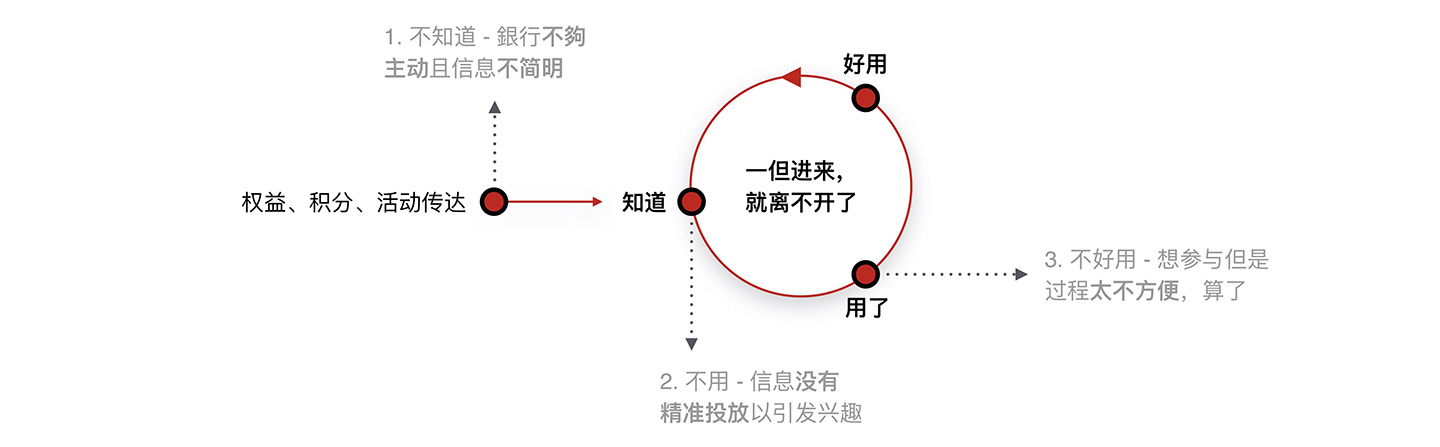 1. 不知道 - 銀行不夠
主动且信息不简明
好用
一但进来，
就离不开了
权益、积分、活动传达
知道
3. 不好用 - 想参与但是
过程太不方便，算了
用了
2. 不用 - 信息没有
精准投放以引发兴趣